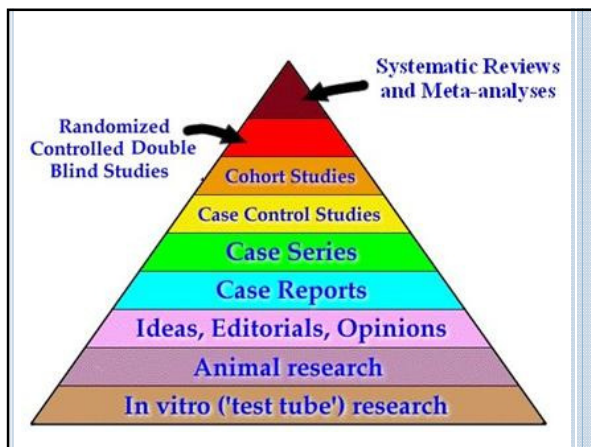 Systematic Reviews
and Meta-analyses
Randomized
Controlled Double
Blind Studies
Cohort Studies
Case Control Studies
Case Series
Case Reports
Ideas, Editorials, Opinions
Animal research
In vitro ('test tube') research